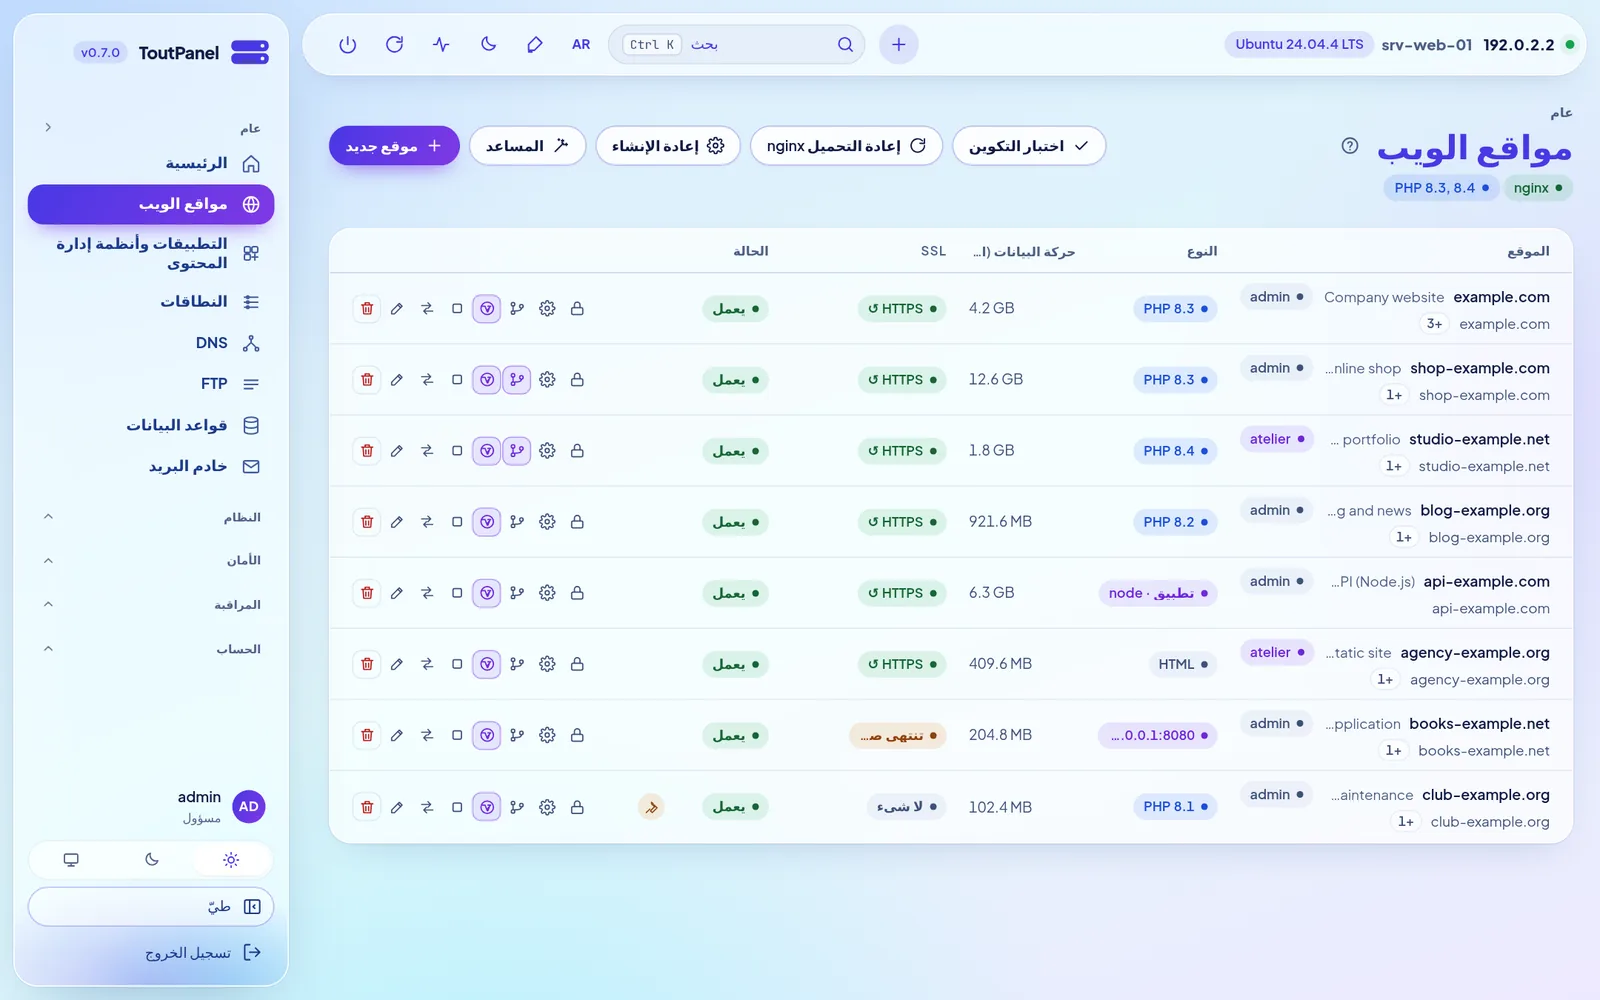 ToutPanel v0.7.0
عام
الرئيسية
مواقع الويب
التطبيقات وأنظمة إدارة
المحتوى
النطاقات
DNS
FTP
قواعد البيانات
خادم البريد
النظام
الأمان
المراقبة
الحساب
AD admin
مسؤول
طيّ
تسجيل الخروج
192.0.2.2 srv-web-01 Ubuntu 24.04.4 LTS
بحث Ctrl K AR
عام
مواقع الويب
nginx PHP 8.3, 8.4
اختبار التكوين إعادة التحميل nginx إعادة الإنشاء المساعد موقع جديد
الموقع النوع حركة البيانات (ا… SSL الحالة
example.com Company website admin PHP 8.3 4.2 GB HTTPS ↺ يعمل
example.com 3+
shop-example.com …nline shop admin PHP 8.3 12.6 GB HTTPS ↺ يعمل
shop-example.com 1+
studio-example.net … portfolio atelier PHP 8.4 1.8 GB HTTPS ↺ يعمل
studio-example.net 1+
blog-example.org …g and news admin PHP 8.2 921.6 MB HTTPS ↺ يعمل
blog-example.org 1+
api-example.com …PI (Node.js) admin تطبيق · node 6.3 GB HTTPS ↺ يعمل
api-example.com
agency-example.org …tatic site atelier HTML 409.6 MB HTTPS ↺ يعمل
agency-example.org 1+
books-example.net …pplication admin ….0.0.1:8080 204.8 MB تنتهي صـ… يعمل
books-example.net 1+
club-example.org …aintenance admin PHP 8.1 102.4 MB لا شيء يعمل
club-example.org 1+